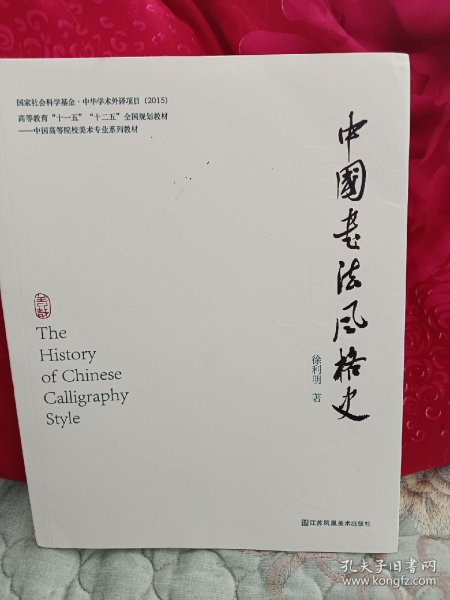 国家社会科学基金·中华学术外译项目(2015)
高等教育“十一五”“十二五”全国规划教材
——中国高等院校美术专业系列教材
中國書法风格史
徐利明 著
The
History
of Chinese
Calligraphy
Style
江苏凤凰美术出版社
孔夫子旧书网
www.kongfz.com